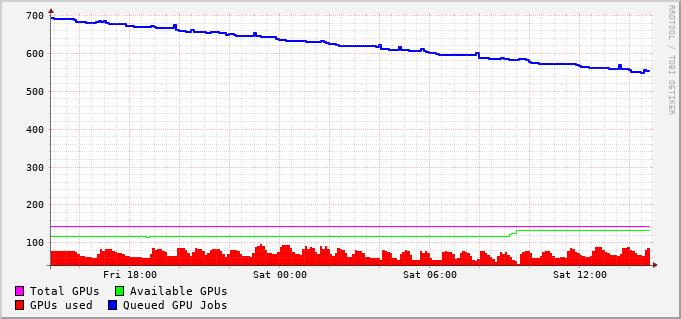 700
600
500
400
300
200
100
Fri 18:00 Sat 00:00 Sat 06:00 Sat 12:00
Total GPUs Available GPUs
GPUs used Queued GPU Jobs
RRDTOOL / TOBI OETIKER